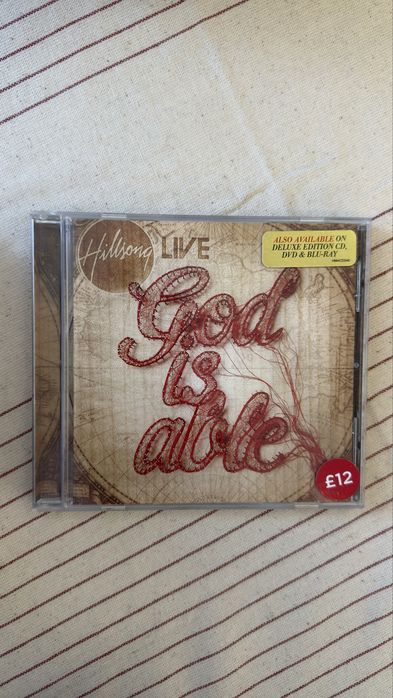 Hillsong
LIVE
ALSO AVAILABLE ON
DELUXE EDITION CD,
DVD & BLU-RAY
God
is
able
£12